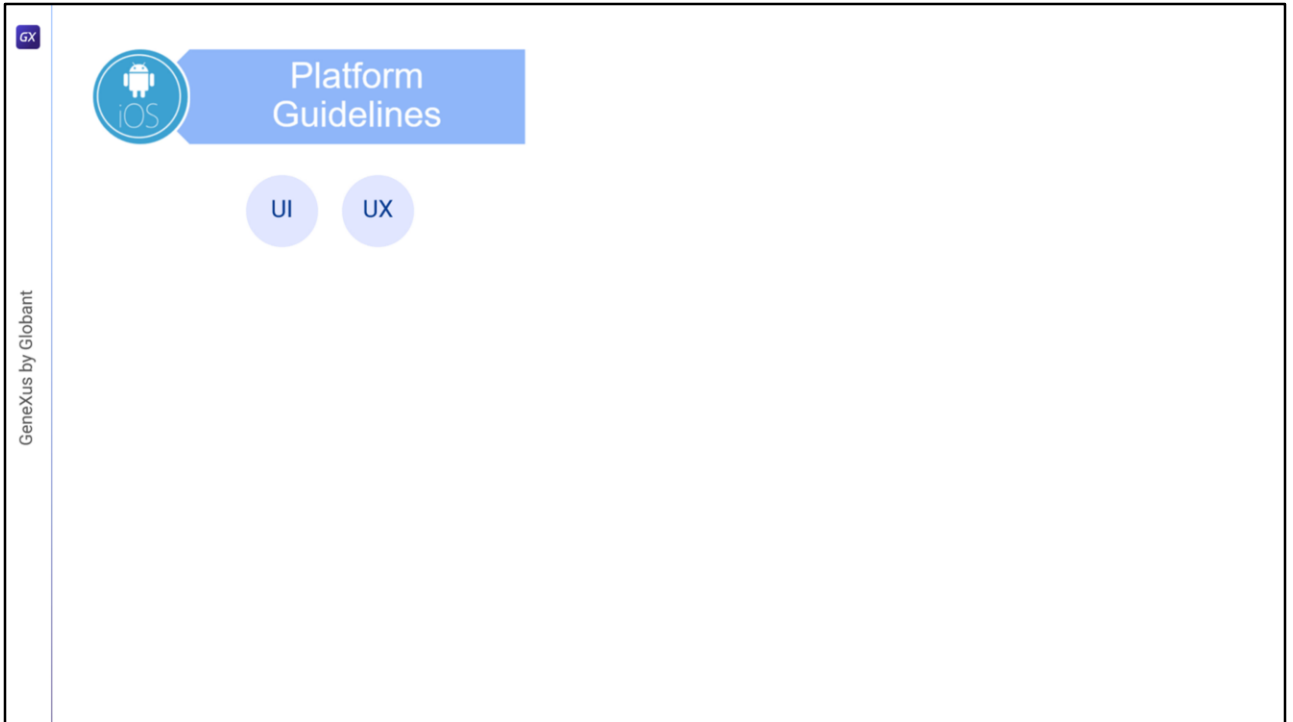 GX
iOS
Platform
Guidelines
UI UX
GeneXus by Globant